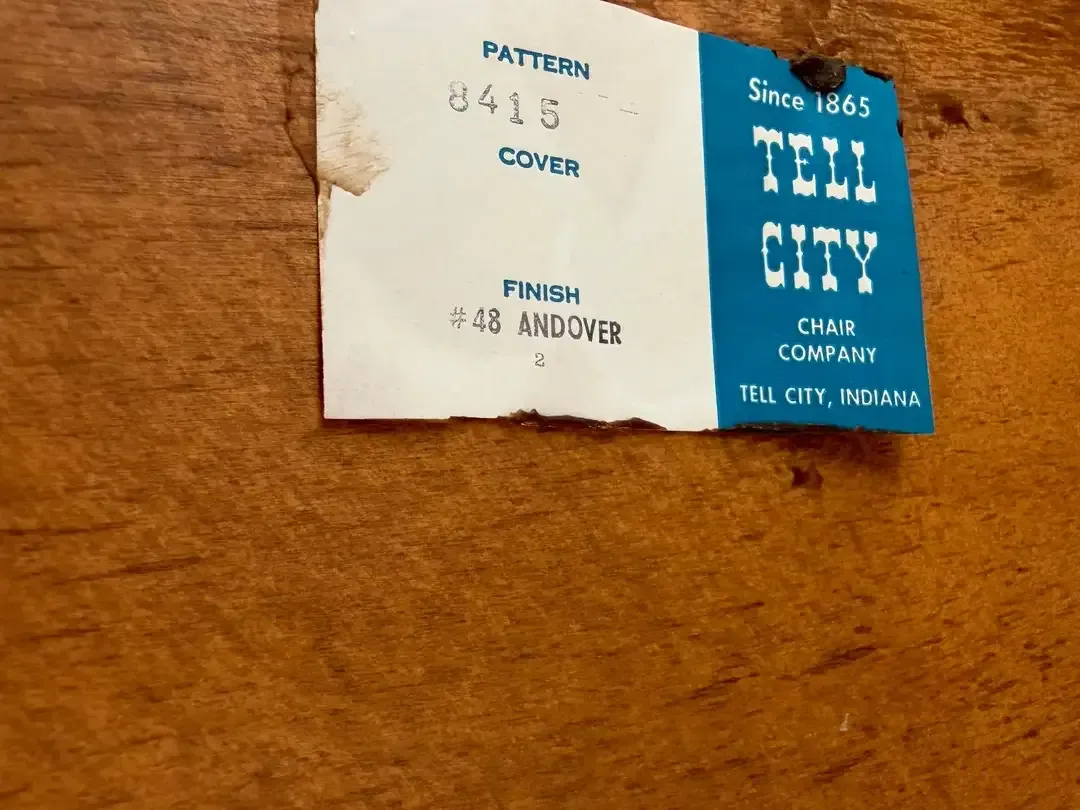 PATTERN
8415
COVER
FINISH
#48 ANDOVER
2
Since 1865
TELL
CITY
CHAIR
COMPANY
TELL CITY, INDIANA